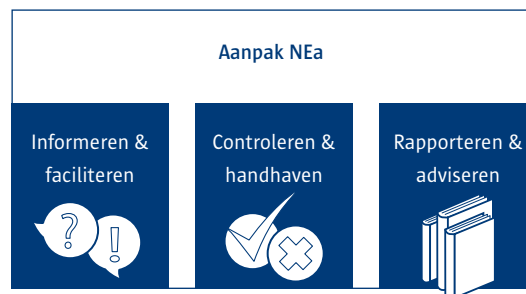 Aanpak NEa
Informeren &
faciliteren
Controleren &
handhaven
Rapporteren &
adviseren
?
!